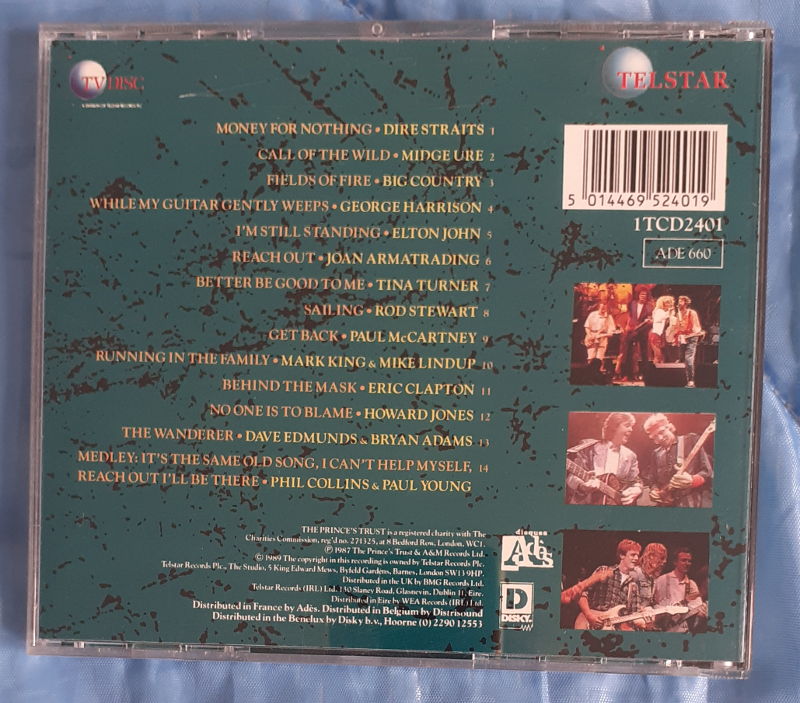 TV DISC
TELSTAR
MONEY FOR NOTHING • DIRE STRAITS 1
CALL OF THE WILD • MIDGE URE 2
FIELDS OF FIRE • BIG COUNTRY 3
WHILE MY GUITAR GENTLY WEEPS • GEORGE HARRISON 4
I'M STILL STANDING • ELTON JOHN 5
REACH OUT • JOAN ARMATRADING 6
BETTER BE GOOD TO ME • TINA TURNER 7
SAILING • ROD STEWART 8
GET BACK • PAUL McCARTNEY 9
RUNNING IN THE FAMILY • MARK KING & MIKE LINDUP 10
BEHIND THE MASK • ERIC CLAPTON 11
NO ONE IS TO BLAME • HOWARD JONES 12
THE WANDERER • DAVE EDMUNDS & BRYAN ADAMS 13
MEDLEY: IT'S THE SAME OLD SONG, I CAN'T HELP MYSELF, 14
REACH OUT I'LL BE THERE • PHIL COLLINS & PAUL YOUNG
5 014469 524019
1TCD2401
ADE 660
THE PRINCE'S TRUST is a registered charity with The
Charities Commission, reg'd no. 271325, at 8 Bedford Row, London, WC1.
℗ 1987 The Prince's Trust & A&M Records Ltd.
© 1989 The copyright in this recording is owned by Telstar Records Plc.
Telstar Records Plc., The Studio, 5 King Edward Mews, Byfeld Gardens, Barnes, London SW13 9HP.
Distributed in the UK by BMG Records Ltd.
Telstar Records (IRL) Ltd. 130 Slaney Road, Glasnevin, Dublin 11, Eire.
Distributed in Eire by WEA Records (IRL) Ltd.
Distributed in France by Adès. Distributed in Belgium by Distrisound
Distributed in the Benelux by Disky b.v., Hoorne (0) 2290 12553
disques
Adès
D
DISKY.